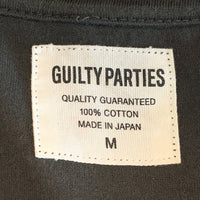 GUILTY PARTIES
QUALITY GUARANTEED
100% COTTON
MADE IN JAPAN
M